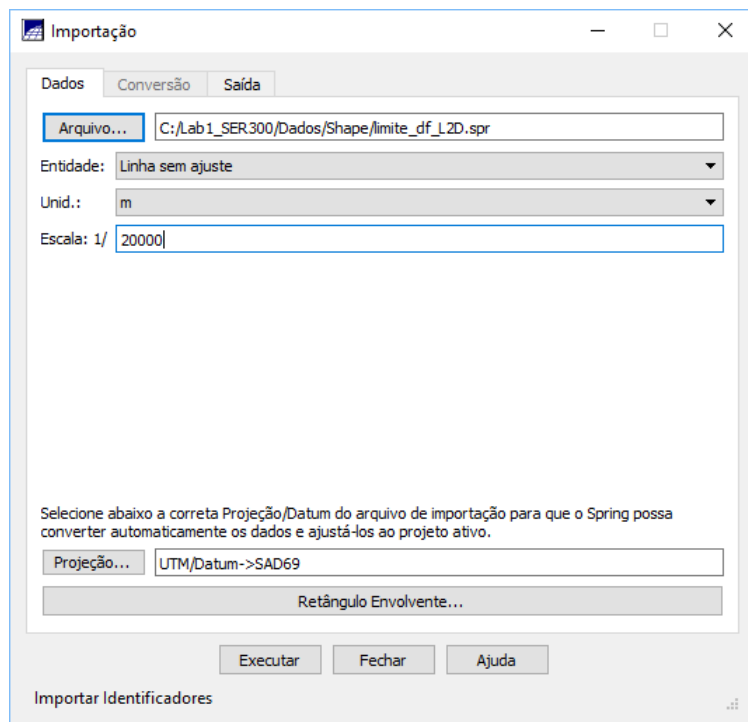 Importação
Dados Conversão Saída
Arquivo... C:/Lab1_SER300/Dados/Shape/limite_df_L2D.spr
Entidade: Linha sem ajuste
Unid.: m
Escala: 1/ 20000
Selecione abaixo a correta Projeção/Datum do arquivo de importação para que o Spring possa
converter automaticamente os dados e ajustá-los ao projeto ativo.
Projeção... UTM/Datum->SAD69
Retângulo Envolvente...
Executar Fechar Ajuda
Importar Identificadores